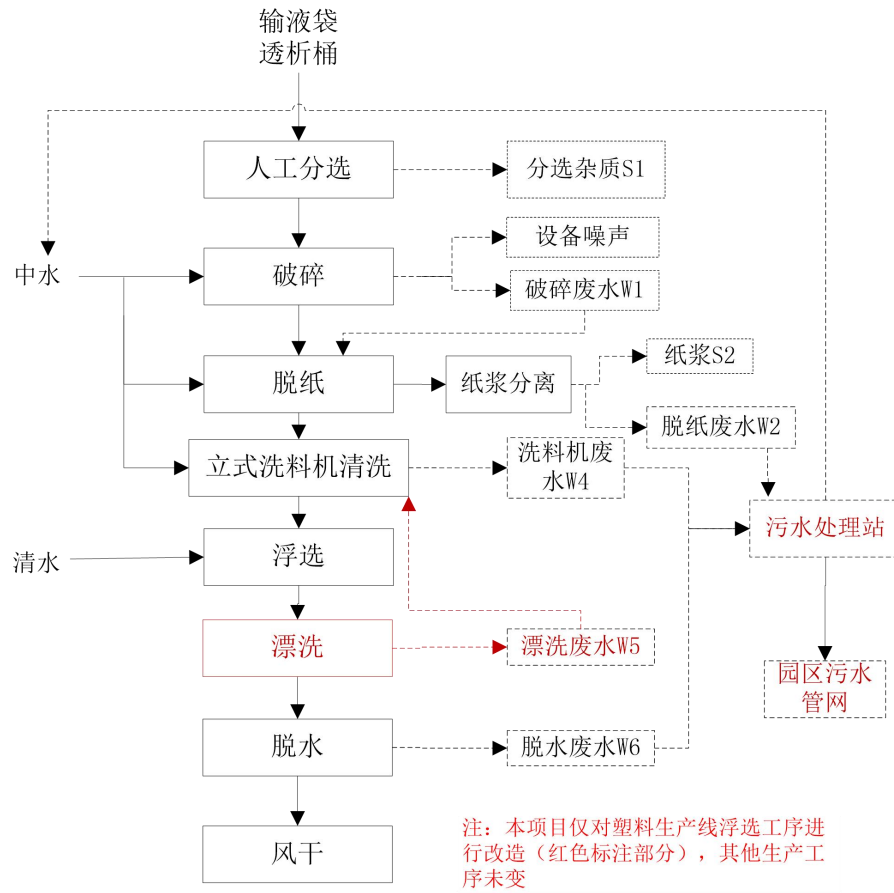 输液袋
透析桶
人工分选
分选杂质S1
设备噪声
中水
破碎
破碎废水W1
纸浆S2
脱纸
纸浆分离
脱纸废水W2
立式洗料机清洗
洗料机废
水W4
污水处理站
清水
浮选
漂洗
漂洗废水W5
园区污水
管网
脱水
脱水废水W6
风干
注：本项目仅对塑料生产线浮选工序进
行改造（红色标注部分），其他生产工
序未变